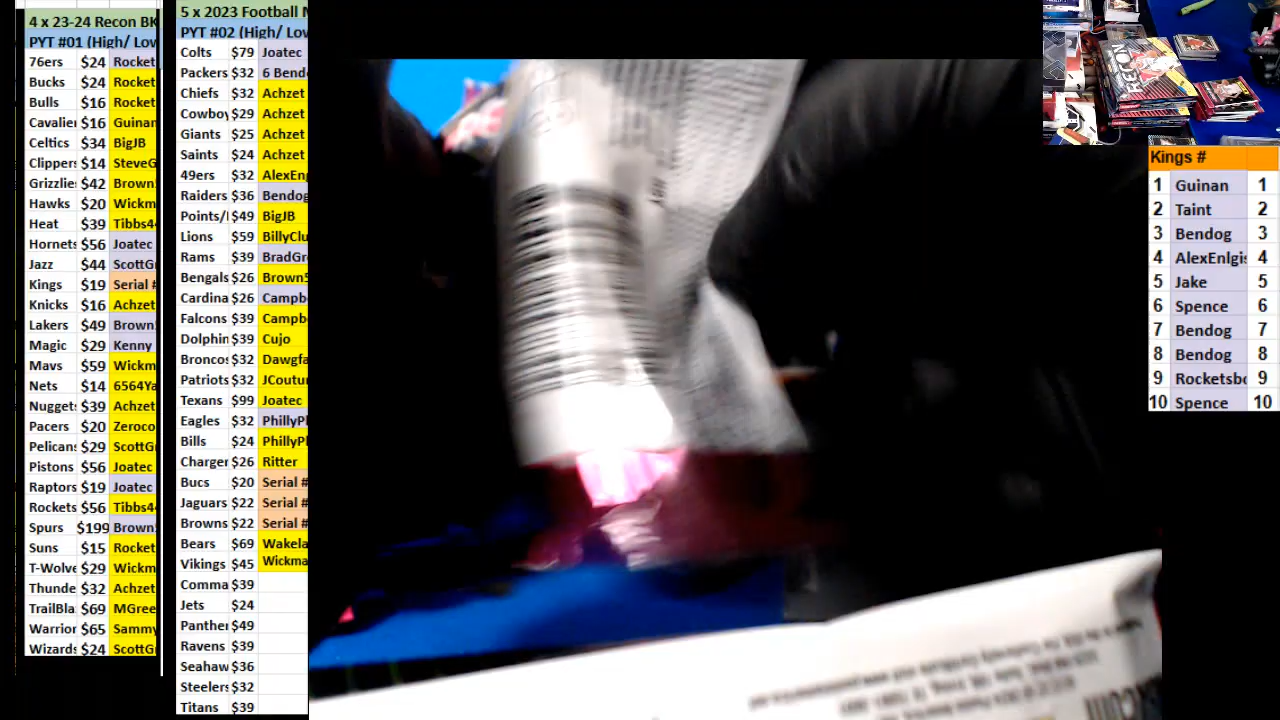 4 x 23-24 Recon BK
PYT #01 (High/ Lov
76ers $24 Rocket
Bucks $24 Rocket
Bulls $16 Rocket
Cavalie $16 Guinan
Celtics $34 BigJB
Clippers $14 SteveG
Grizzlie $42 Brown
Hawks $20 Wickm
Heat $39 Tibbs4
Hornets $56 Joatec
Jazz $44 ScottG
Kings $19 Serial #
Knicks $16 Achzet
Lakers $49 Brown
Magic $29 Kenny
Mavs $59 Wickm
Nets $14 6564Ya
Nuggets $39 Achzet
Pacers $20 Zeroco
Pelican $29 ScottG
Pistons $56 Joatec
Raptors $19 Joatec
Rockets $56 Tibbs4
Spurs $199 Brown
Suns $15 Rocket
T-Wolve $29 Wickm
Thunde $32 Achzet
TrailBla $69 MGree
Warrior $65 Sammy
Wizards $24 ScottG
5 x 2023 Football N
PYT #02 (High/ Lov
Colts $79 Joatec
Packers $32 6 Bend
Chiefs $32 Achzet
Cowboy $29 Achzet
Giants $25 Achzet
Saints $24 Achzet
49ers $32 AlexEng
Raiders $36 Bendog
Points/ $49 BigJB
Lions $59 BillyClu
Rams $39 BradGr
Bengals $26 Brown5
Cardina $26 Campb
Falcons $39 Campb
Dolphin $39 Cujo
Broncos $32 Dawgfa
Patriots $32 JCoutu
Texans $99 Joatec
Eagles $32 PhillyP
Bills $24 PhillyP
Charger $26 Ritter
Bucs $20 Serial #
Jaguars $22 Serial #
Browns $22 Serial #
Bears $69 Wakela
Vikings $45 Wickma
Comma $39
Jets $24
Panthe $49
Ravens $39
Seahaw $36
Steelers $32
Titans $39
RECON
Kings #
1 Guinan 1
2 Taint 2
3 Bendog 3
4 AlexEnlgi 4
5 Jake 5
6 Spence 6
7 Bendog 7
8 Bendog 8
9 Rocketsb 9
10 Spence 10